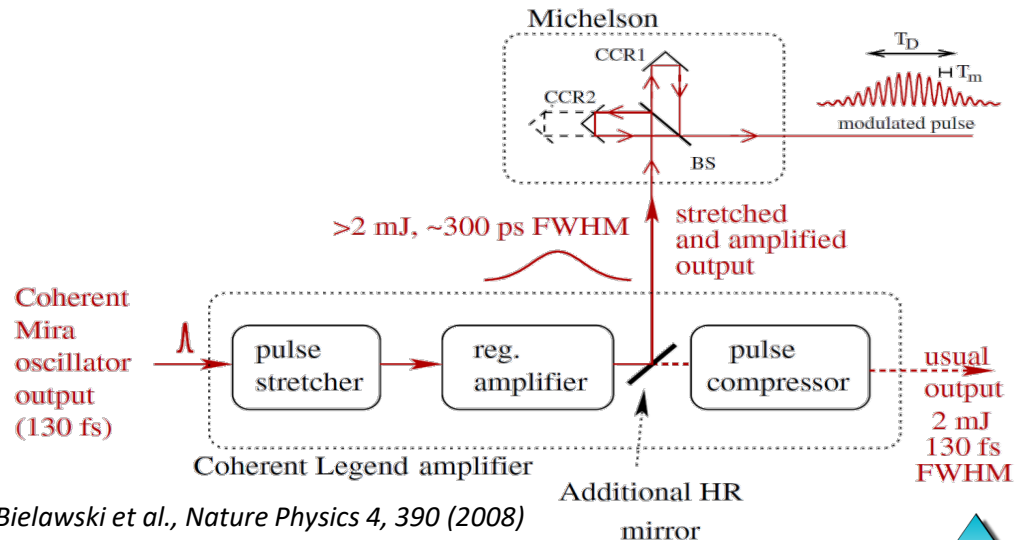 Michelson
CCR1
CCR2
BS
T_D
T_m
modulated pulse
>2 mJ, ~300 ps FWHM
stretched
and amplified
output
Coherent
Mira
oscillator
output
(130 fs)
pulse
stretcher
reg.
amplifier
pulse
compressor
usual
output
2 mJ
130 fs
FWHM
Coherent Legend amplifier
Additional HR
mirror
Bielawski et al., Nature Physics 4, 390 (2008)